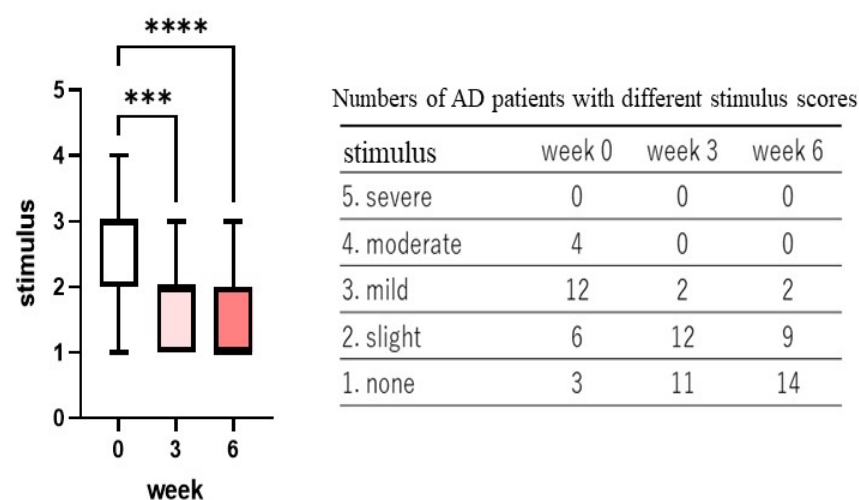 ****
***
5
4
3
2
1
0
stimulus
0 3 6
week
Numbers of AD patients with different stimulus scores
stimulus week 0 week 3 week 6
5. severe 0 0 0
4. moderate 4 0 0
3. mild 12 2 2
2. slight 6 12 9
1. none 3 11 14